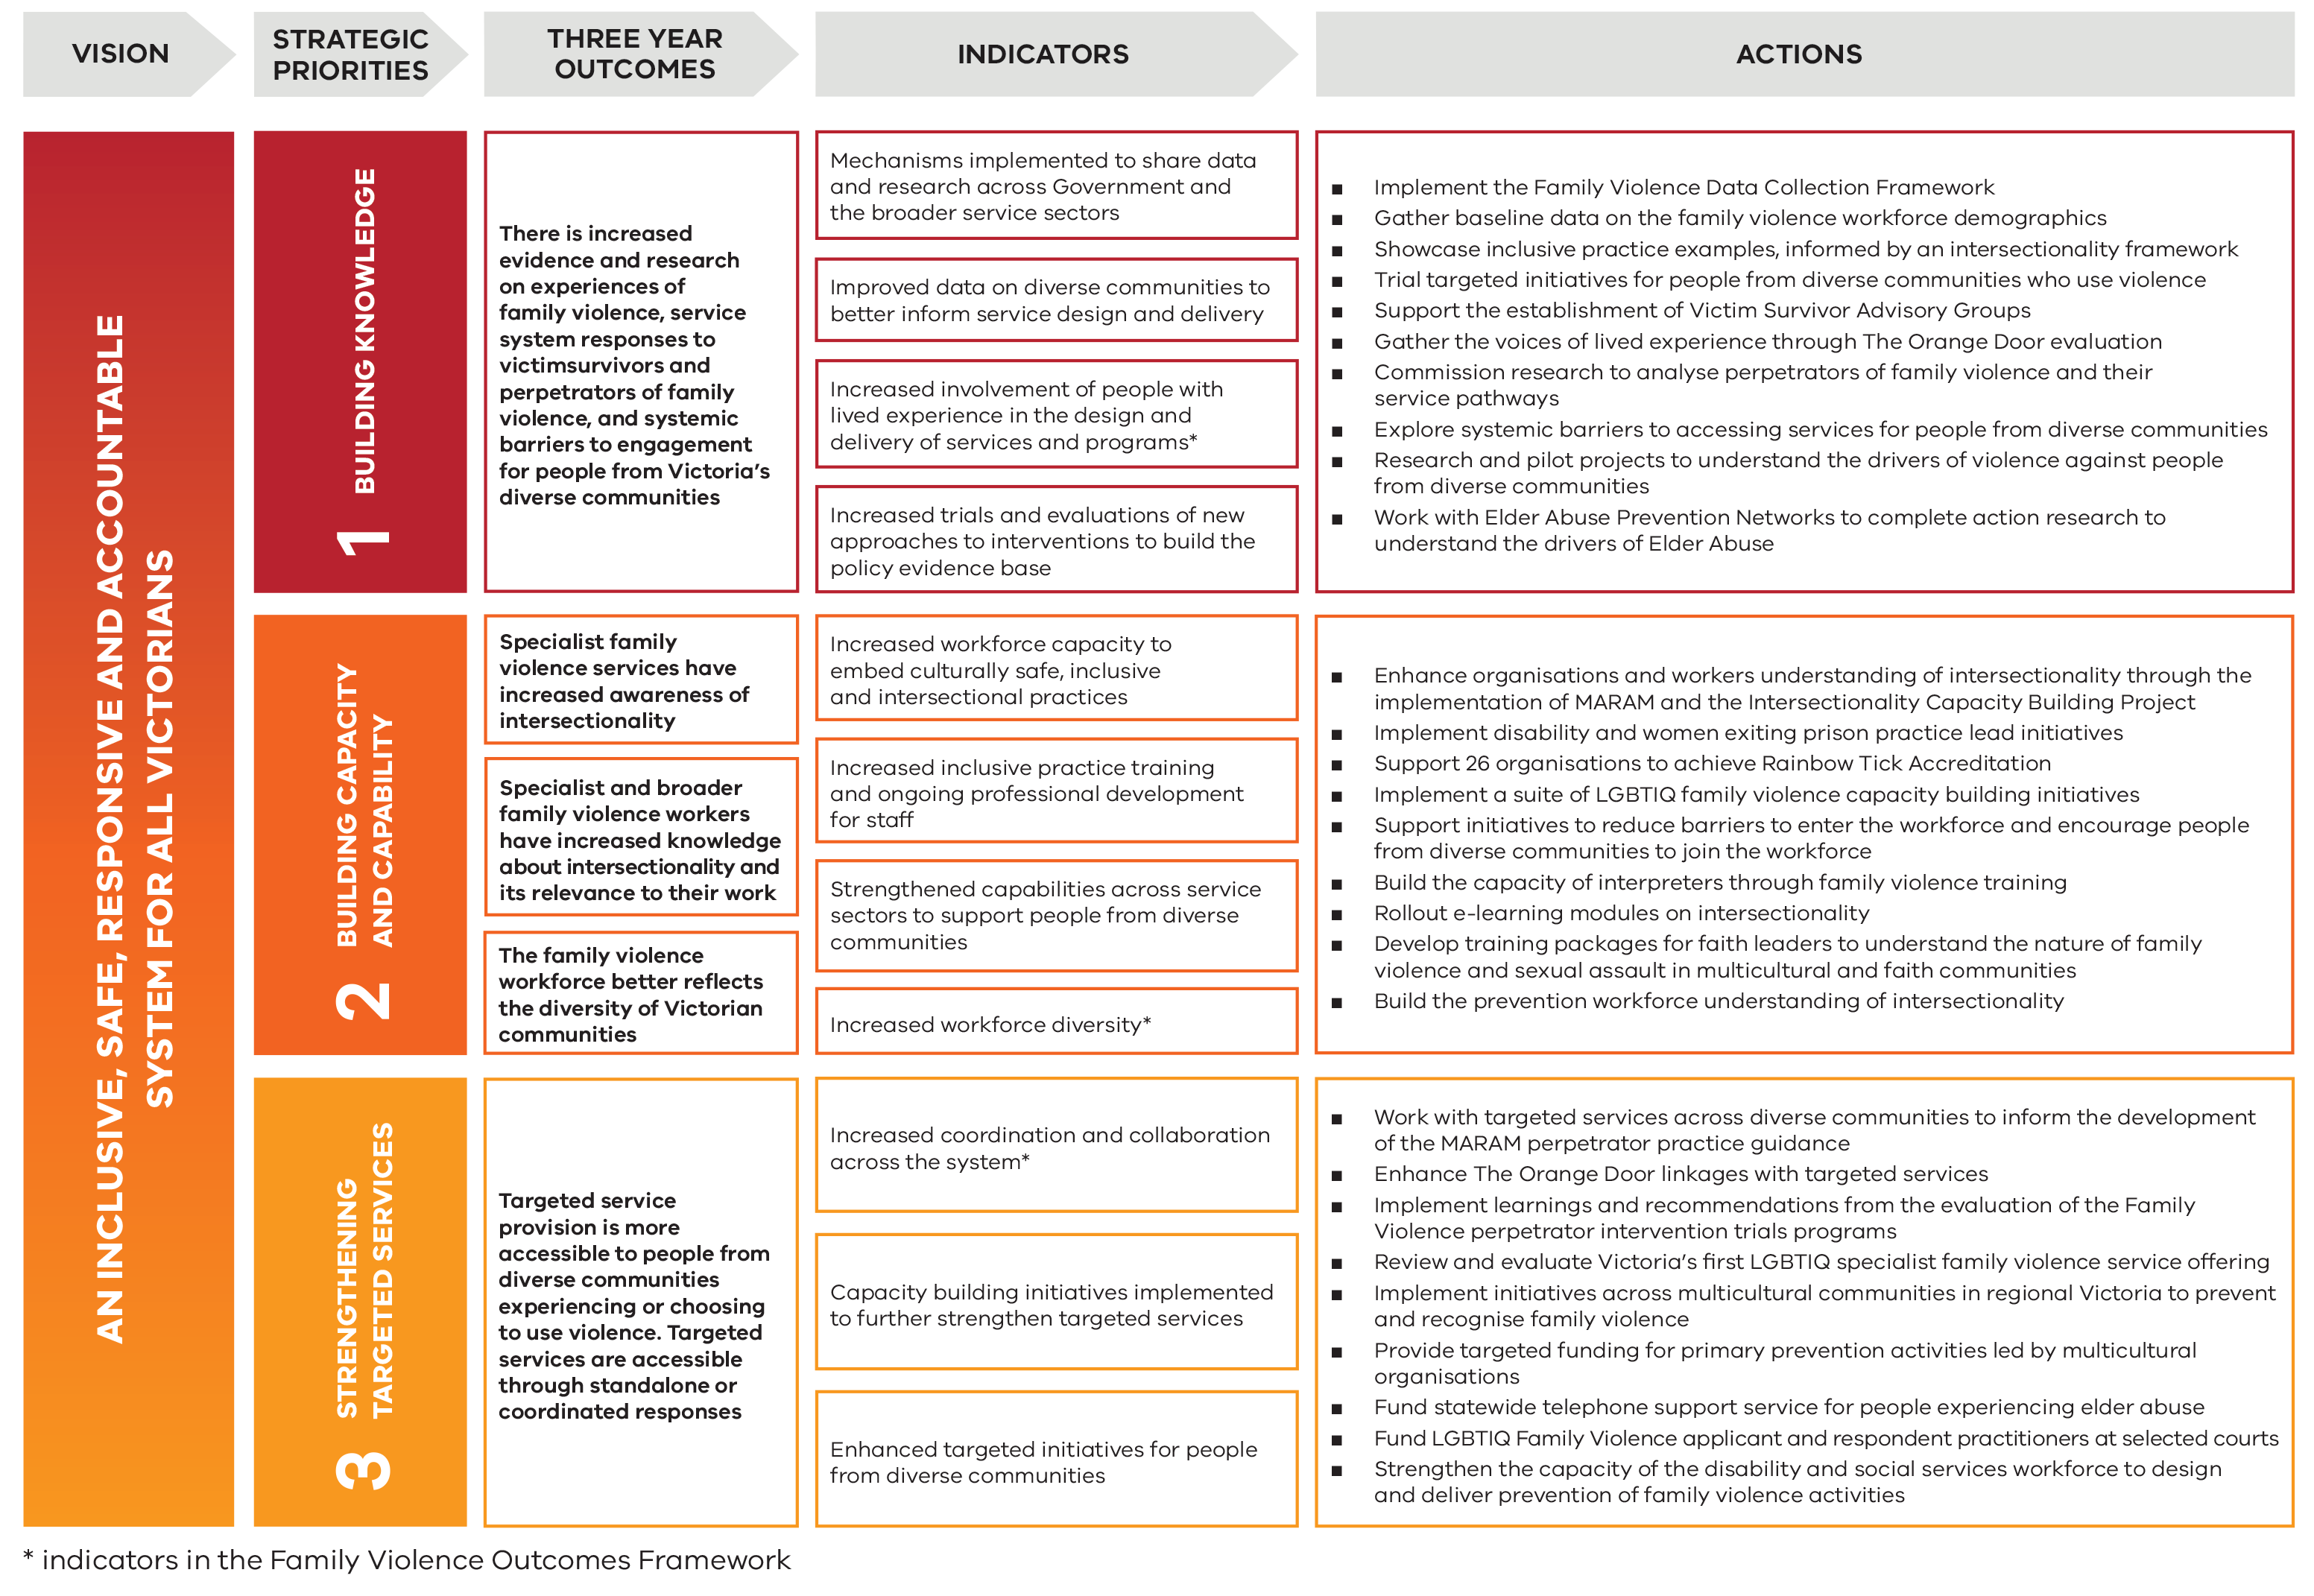 VISION
STRATEGIC
PRIORITIES
THREE YEAR
OUTCOMES
INDICATORS
ACTIONS
AN INCLUSIVE, SAFE, RESPONSIVE AND ACCOUNTABLE
SYSTEM FOR ALL VICTORIANS
1 BUILDING KNOWLEDGE
There is increased
evidence and research
on experiences of
family violence, service
system responses to
victimsurvivors and
perpetrators of family
violence, and systemic
barriers to engagement
for people from Victoria's
diverse communities
Mechanisms implemented to share data
and research across Government and
the broader service sectors
Improved data on diverse communities to
better inform service design and delivery
Increased involvement of people with
lived experience in the design and
delivery of services and programs*
Increased trials and evaluations of new
approaches to interventions to build the
policy evidence base
■ Implement the Family Violence Data Collection Framework
■ Gather baseline data on the family violence workforce demographics
■ Showcase inclusive practice examples, informed by an intersectionality framework
■ Trial targeted initiatives for people from diverse communities who use violence
■ Support the establishment of Victim Survivor Advisory Groups
■ Gather the voices of lived experience through The Orange Door evaluation
■ Commission research to analyse perpetrators of family violence and their
service pathways
■ Explore systemic barriers to accessing services for people from diverse communities
■ Research and pilot projects to understand the drivers of violence against people
from diverse communities
■ Work with Elder Abuse Prevention Networks to complete action research to
understand the drivers of Elder Abuse
2 BUILDING CAPACITY
AND CAPABILITY
Specialist family
violence services have
increased awareness of
intersectionality
Specialist and broader
family violence workers
have increased knowledge
about intersectionality and
its relevance to their work
The family violence
workforce better reflects
the diversity of Victorian
communities
Increased workforce capacity to
embed culturally safe, inclusive
and intersectional practices
Increased inclusive practice training
and ongoing professional development
for staff
Strengthened capabilities across service
sectors to support people from diverse
communities
Increased workforce diversity*
■ Enhance organisations and workers understanding of intersectionality through the
implementation of MARAM and the Intersectionality Capacity Building Project
■ Implement disability and women exiting prison practice lead initiatives
■ Support 26 organisations to achieve Rainbow Tick Accreditation
■ Implement a suite of LGBTIQ family violence capacity building initiatives
■ Support initiatives to reduce barriers to enter the workforce and encourage people
from diverse communities to join the workforce
■ Build the capacity of interpreters through family violence training
■ Rollout e-learning modules on intersectionality
■ Develop training packages for faith leaders to understand the nature of family
violence and sexual assault in multicultural and faith communities
■ Build the prevention workforce understanding of intersectionality
3 STRENGTHENING
TARGETED SERVICES
Targeted service
provision is more
accessible to people from
diverse communities
experiencing or choosing
to use violence. Targeted
services are accessible
through standalone or
coordinated responses
Increased coordination and collaboration
across the system*
Capacity building initiatives implemented
to further strengthen targeted services
Enhanced targeted initiatives for people
from diverse communities
■ Work with targeted services across diverse communities to inform the development
of the MARAM perpetrator practice guidance
■ Enhance The Orange Door linkages with targeted services
■ Implement learnings and recommendations from the evaluation of the Family
Violence perpetrator intervention trials programs
■ Review and evaluate Victoria's first LGBTIQ specialist family violence service offering
■ Implement initiatives across multicultural communities in regional Victoria to prevent
and recognise family violence
■ Provide targeted funding for primary prevention activities led by multicultural
organisations
■ Fund statewide telephone support service for people experiencing elder abuse
■ Fund LGBTIQ Family Violence applicant and respondent practitioners at selected courts
■ Strengthen the capacity of the disability and social services workforce to design
and deliver prevention of family violence activities
* indicators in the Family Violence Outcomes Framework